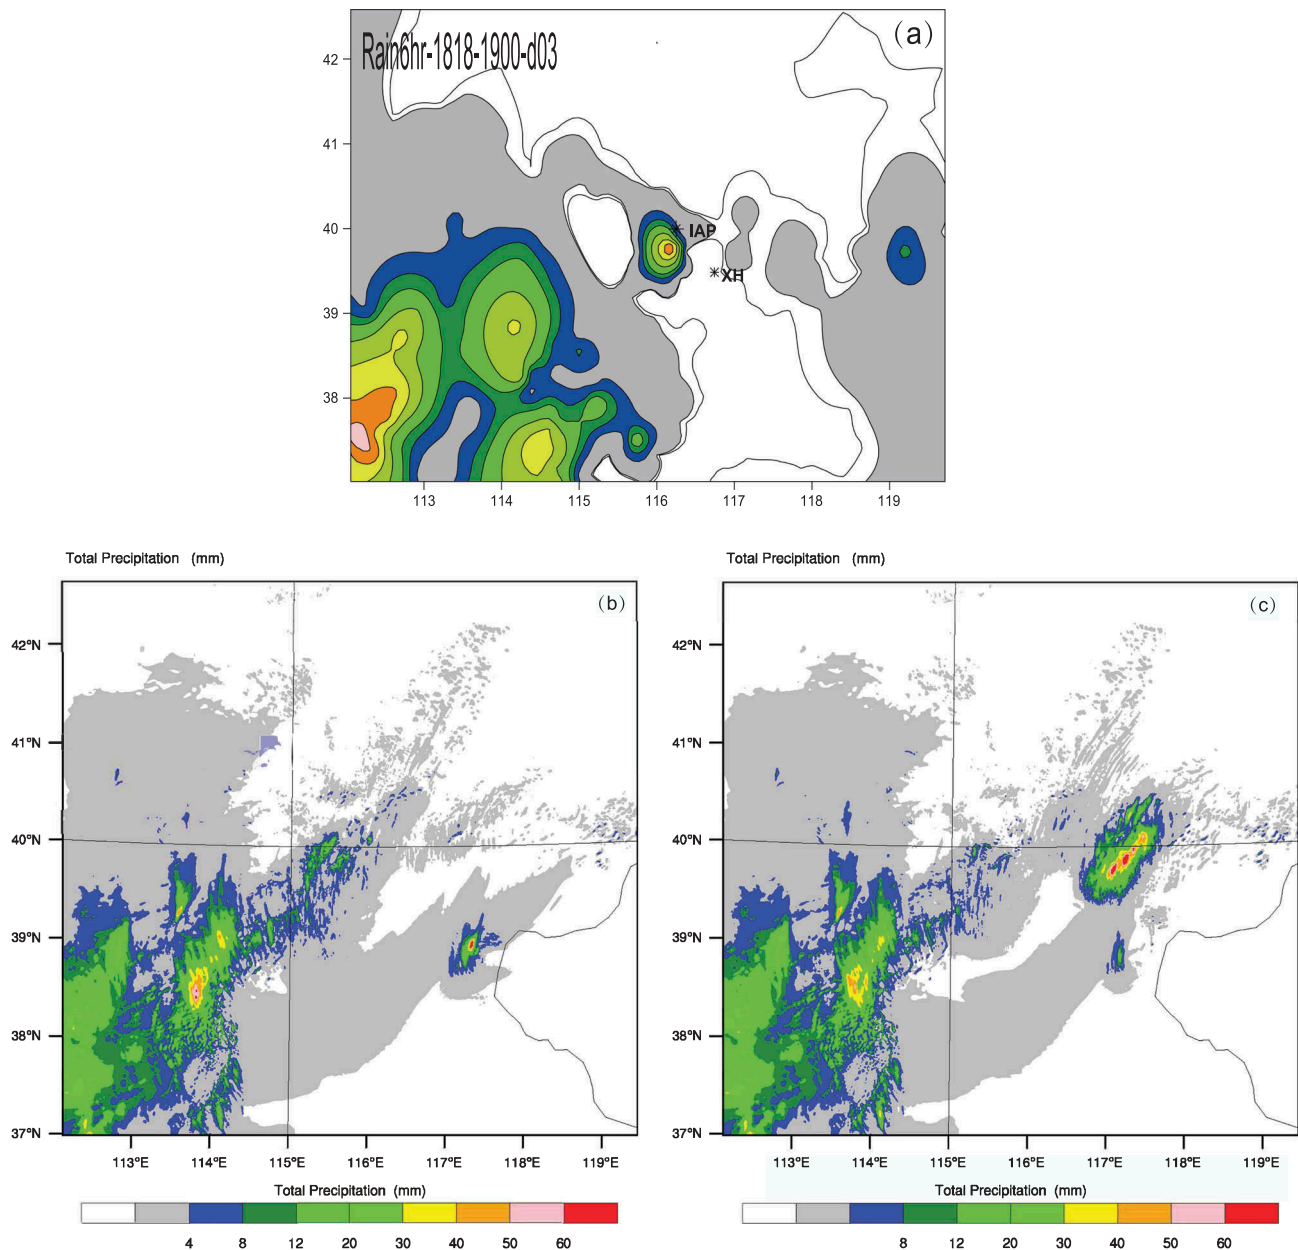 (a)
Rain6hr-1818-1900-d03
42
41
40
39
38
IAP
XH
113 114 115 116 117 118 119
Total Precipitation (mm)
(b)
42°N
41°N
40°N
39°N
38°N
37°N
113°E 114°E 115°E 116°E 117°E 118°E 119°E
Total Precipitation (mm)
4 8 12 20 30 40 50 60
Total Precipitation (mm)
(c)
42°N
41°N
40°N
39°N
38°N
37°N
113°E 114°E 115°E 116°E 117°E 118°E 119°E
Total Precipitation (mm)
8 12 20 30 40 50 60